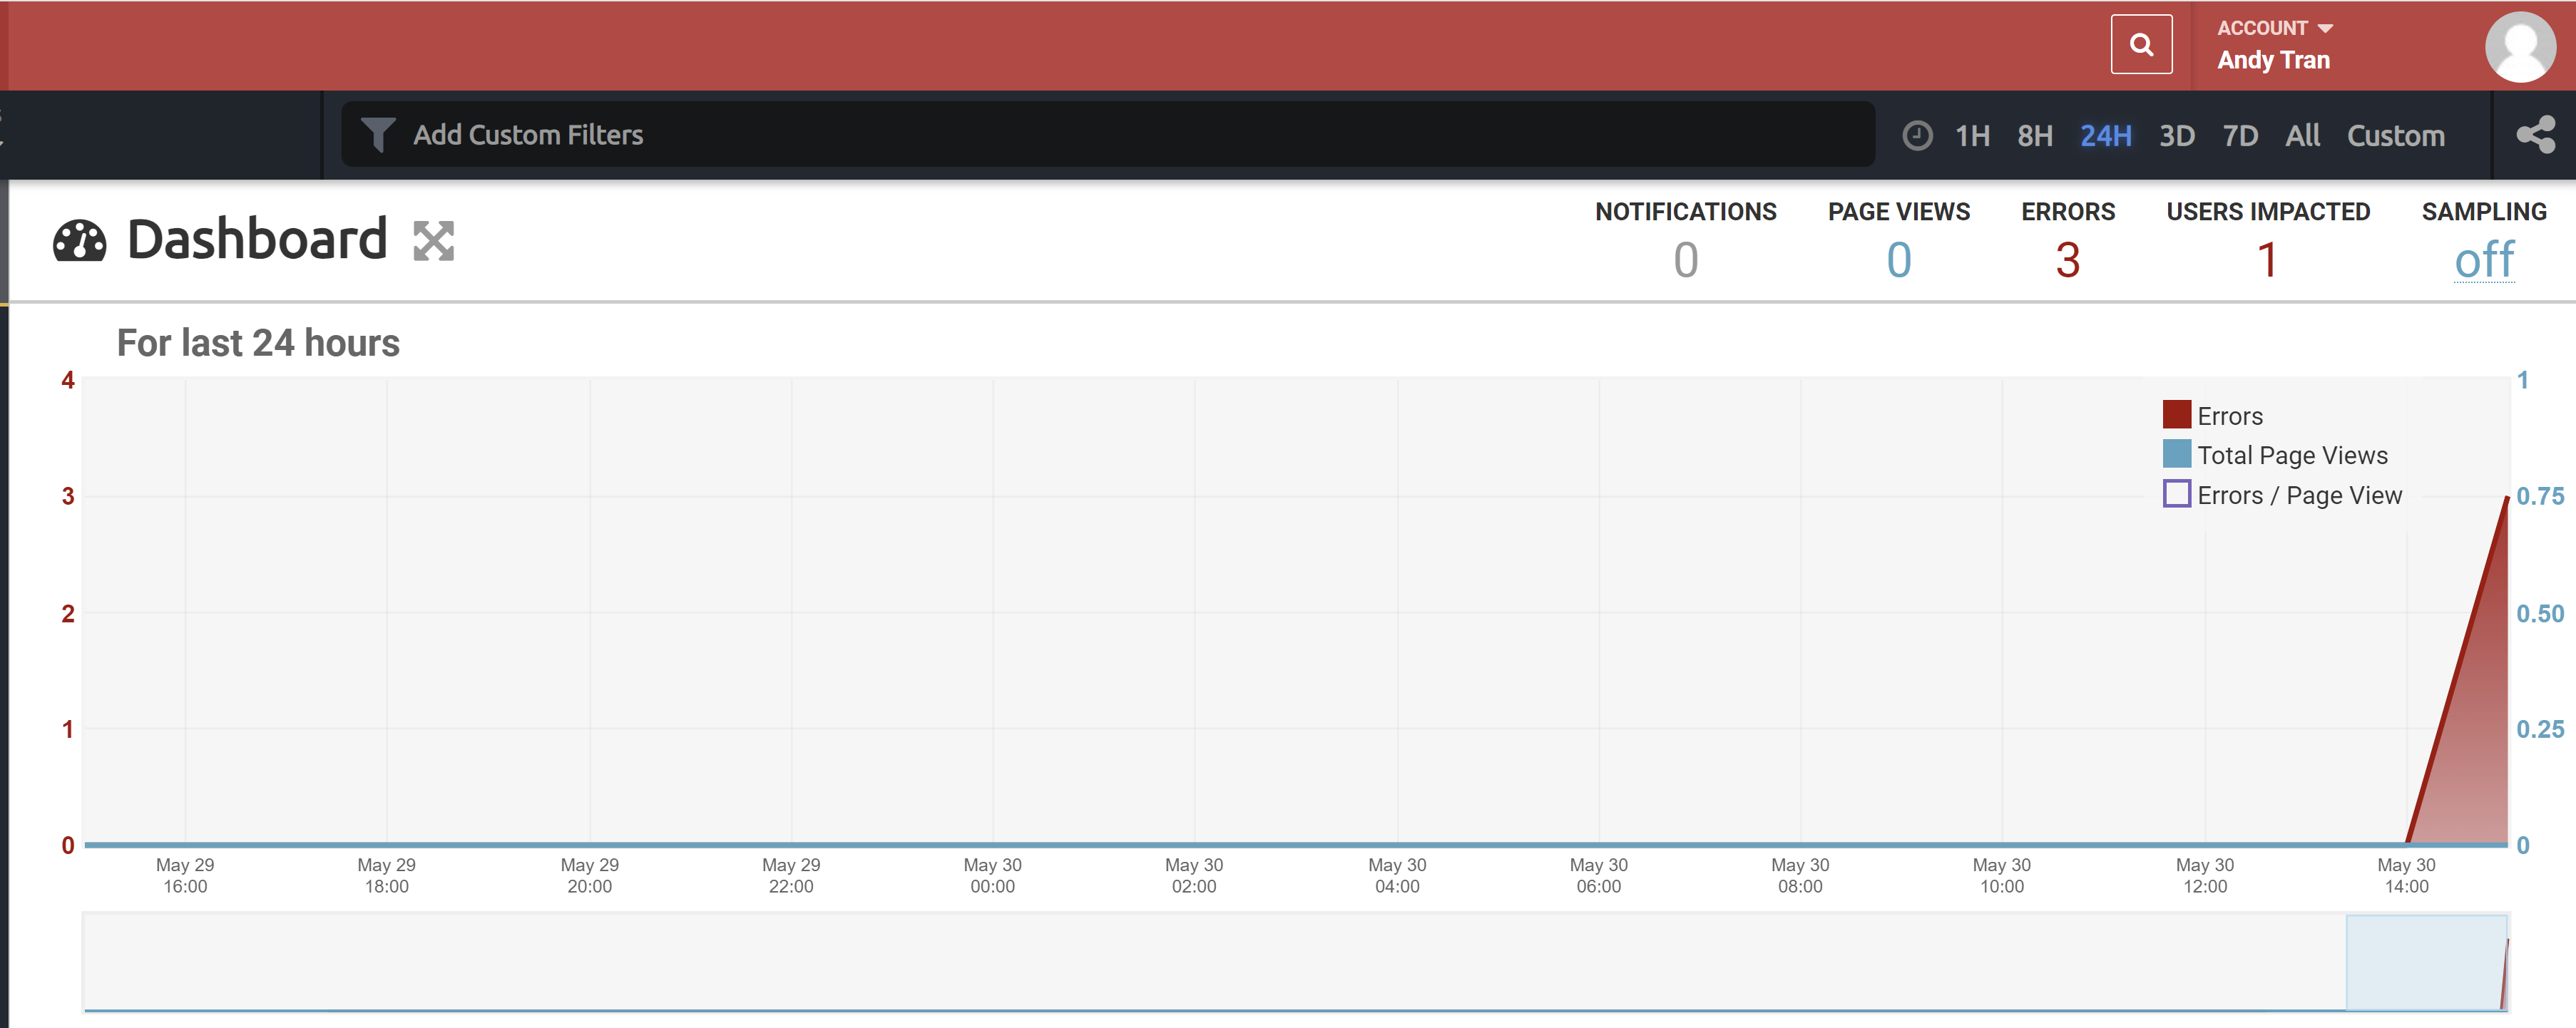 ACCOUNT
Andy Tran
Add Custom Filters
1H 8H 24H 3D 7D All Custom
Dashboard
NOTIFICATIONS PAGE VIEWS ERRORS USERS IMPACTED SAMPLING
0 0 3 1 off
For last 24 hours
4 1
Errors
Total Page Views
3 0.75
Errors / Page View
2 0.50
1 0.25
0 0
May 29 May 29 May 29 May 29 May 30 May 30 May 30 May 30 May 30 May 30 May 30 May 30
16:00 18:00 20:00 22:00 00:00 02:00 04:00 06:00 08:00 10:00 12:00 14:00